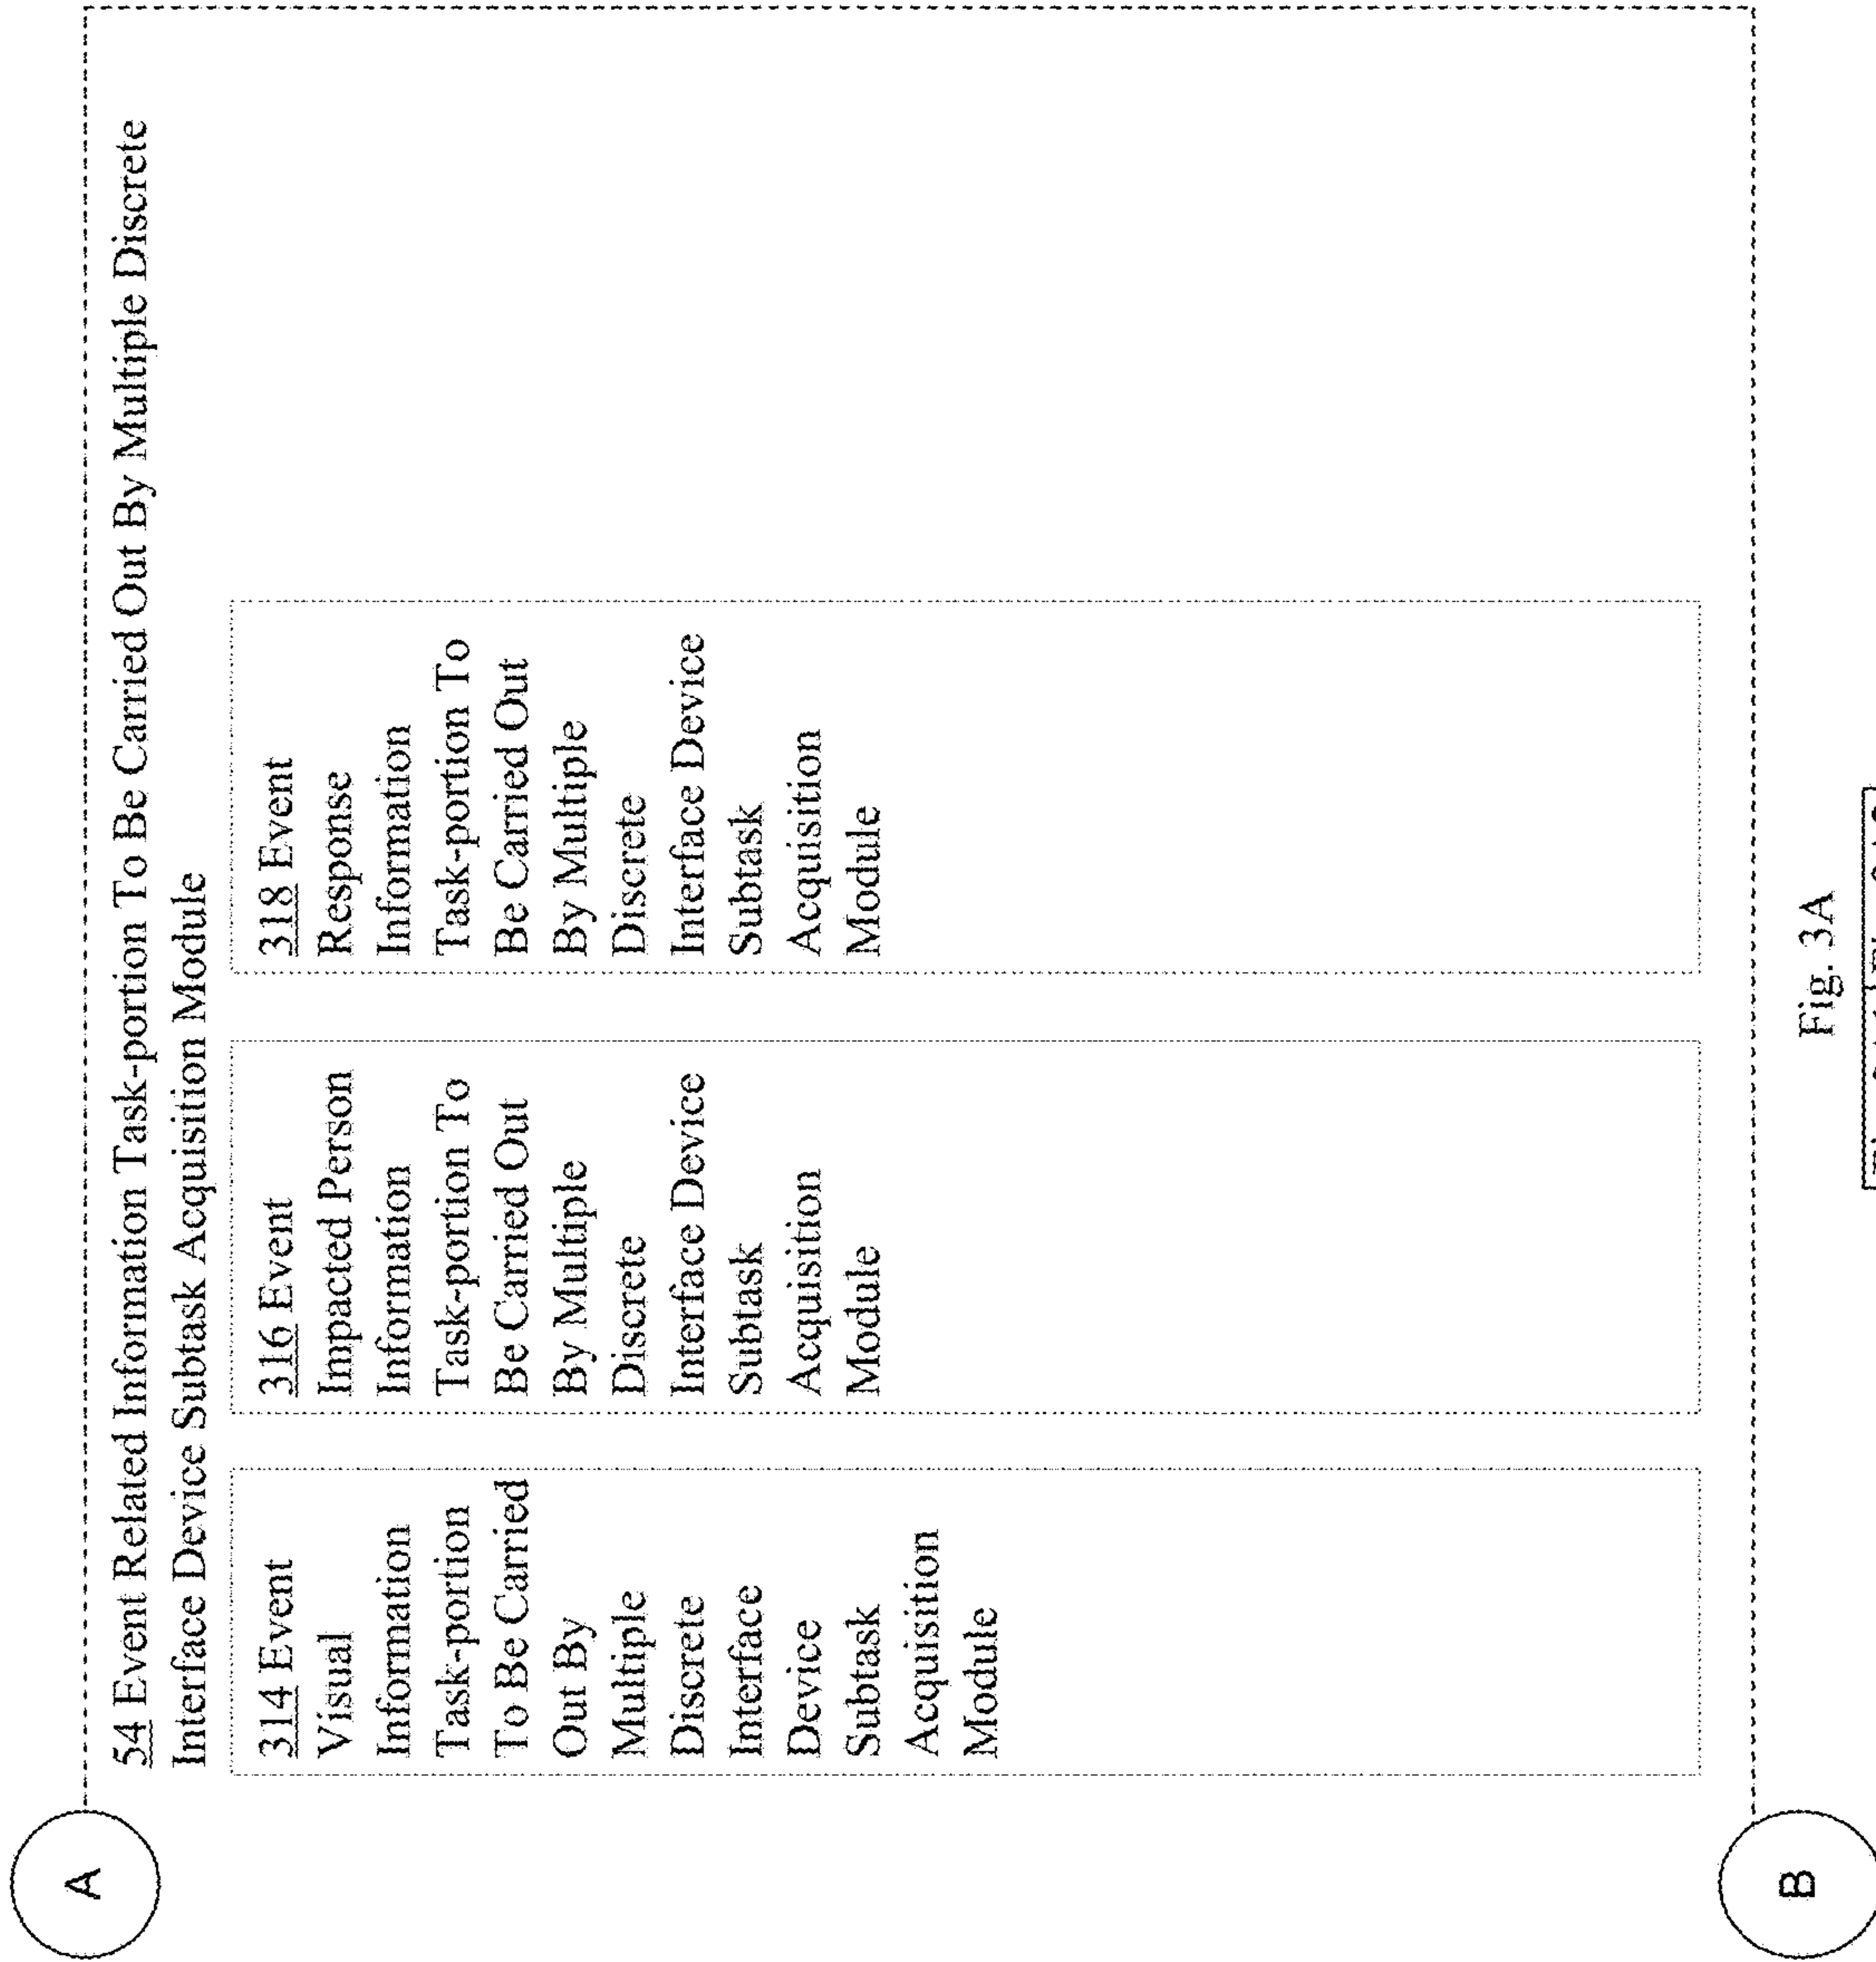 A
54 Event Related Information Task-portion To Be Carried Out By Multiple Discrete
Interface Device Subtask Acquisition Module
314 Event
Visual
Information
Task-portion
To Be Carried
Out By
Multiple
Discrete
Interface
Device
Subtask
Acquisition
Module
316 Event
Impacted Person
Information
Task-portion To
Be Carried Out
By Multiple
Discrete
Interface Device
Subtask
Acquisition
Module
318 Event
Response
Information
Task-portion To
Be Carried Out
By Multiple
Discrete
Interface Device
Subtask
Acquisition
Module
B
Fig. 3A